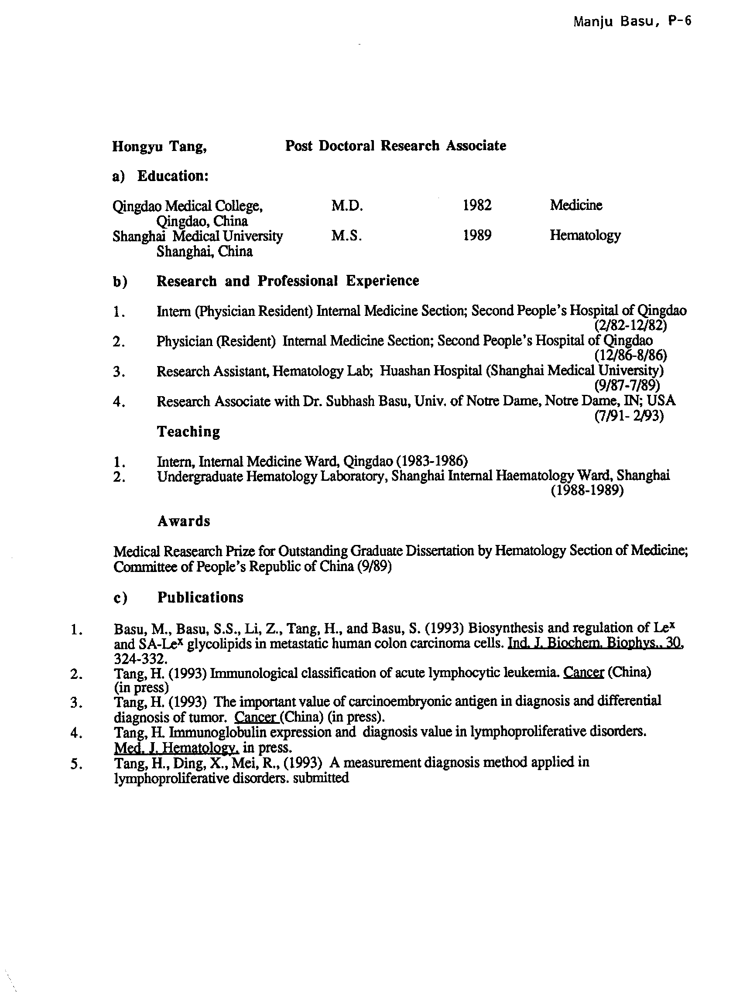 Manju Basu, P-6
Hongyu Tang, Post Doctoral Research Associate
a) Education:
Qingdao Medical College, M.D. 1982 Medicine
Qingdao, China
Shanghai Medical University M.S. 1989 Hematology
Shanghai, China
b) Research and Professional Experience
1. Intern (Physician Resident) Internal Medicine Section; Second People's Hospital of Qingdao
(2/82-12/82)
2. Physician (Resident) Internal Medicine Section; Second People's Hospital of Qingdao
(12/86-8/86)
3. Research Assistant, Hematology Lab; Huashan Hospital (Shanghai Medical University)
(9/87-7/89)
4. Research Associate with Dr. Subhash Basu, Univ. of Notre Dame, Notre Dame, IN; USA
(7/91- 2/93)
Teaching
1. Intern, Internal Medicine Ward, Qingdao (1983-1986)
2. Undergraduate Hematology Laboratory, Shanghai Internal Haematology Ward, Shanghai
(1988-1989)
Awards
Medical Reasearch Prize for Outstanding Graduate Dissertation by Hematology Section of Medicine;
Committee of People's Republic of China (9/89)
c) Publications
1. Basu, M., Basu, S.S., Li, Z., Tang, H., and Basu, S. (1993) Biosynthesis and regulation of Leˣ
and SA-Leˣ glycolipids in metastatic human colon carcinoma cells. Ind. J. Biochem. Biophys., 30,
324-332.
2. Tang, H. (1993) Immunological classification of acute lymphocytic leukemia. Cancer (China)
(in press)
3. Tang, H. (1993) The important value of carcinoembryonic antigen in diagnosis and differential
diagnosis of tumor. Cancer (China) (in press).
4. Tang, H. Immunoglobulin expression and diagnosis value in lymphoproliferative disorders.
Med. J. Hematology, in press.
5. Tang, H., Ding, X., Mei, R., (1993) A measurement diagnosis method applied in
lymphoproliferative disorders. submitted